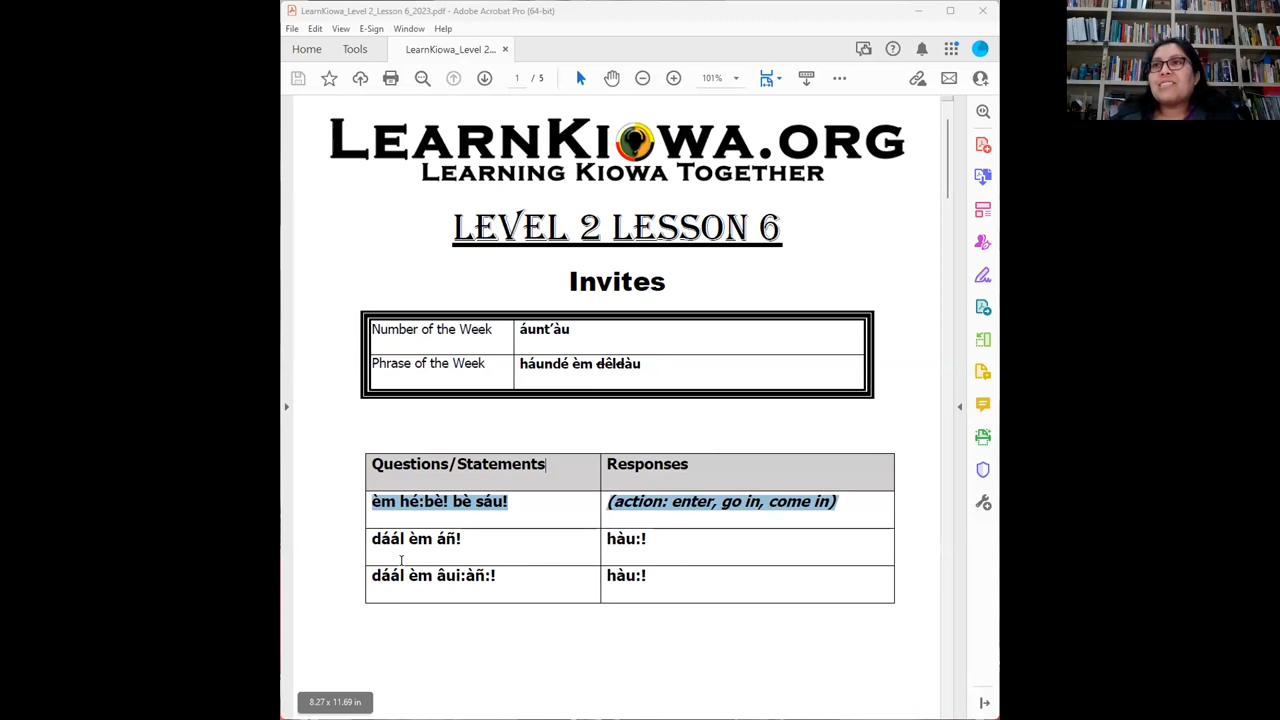 LearnKiowa_Level 2_Lesson 6_2023.pdf - Adobe Acrobat Pro (64-bit)
File Edit View E-Sign Window Help
Home Tools LearnKiowa_Level 2... ×
1 / 5 101%
LEARNKIOWA.ORG
LEARNING KIOWA TOGETHER
LEVEL 2 LESSON 6
Invites
Number of the Week áunt’àu
Phrase of the Week háundé èm dêldàu
Questions/Statements Responses
èm hé:bè! bè sáu! (action: enter, go in, come in)
dáál èm áñ! hàu:!
dáál èm âui:àñ:! hàu:!
8.27 x 11.69 in